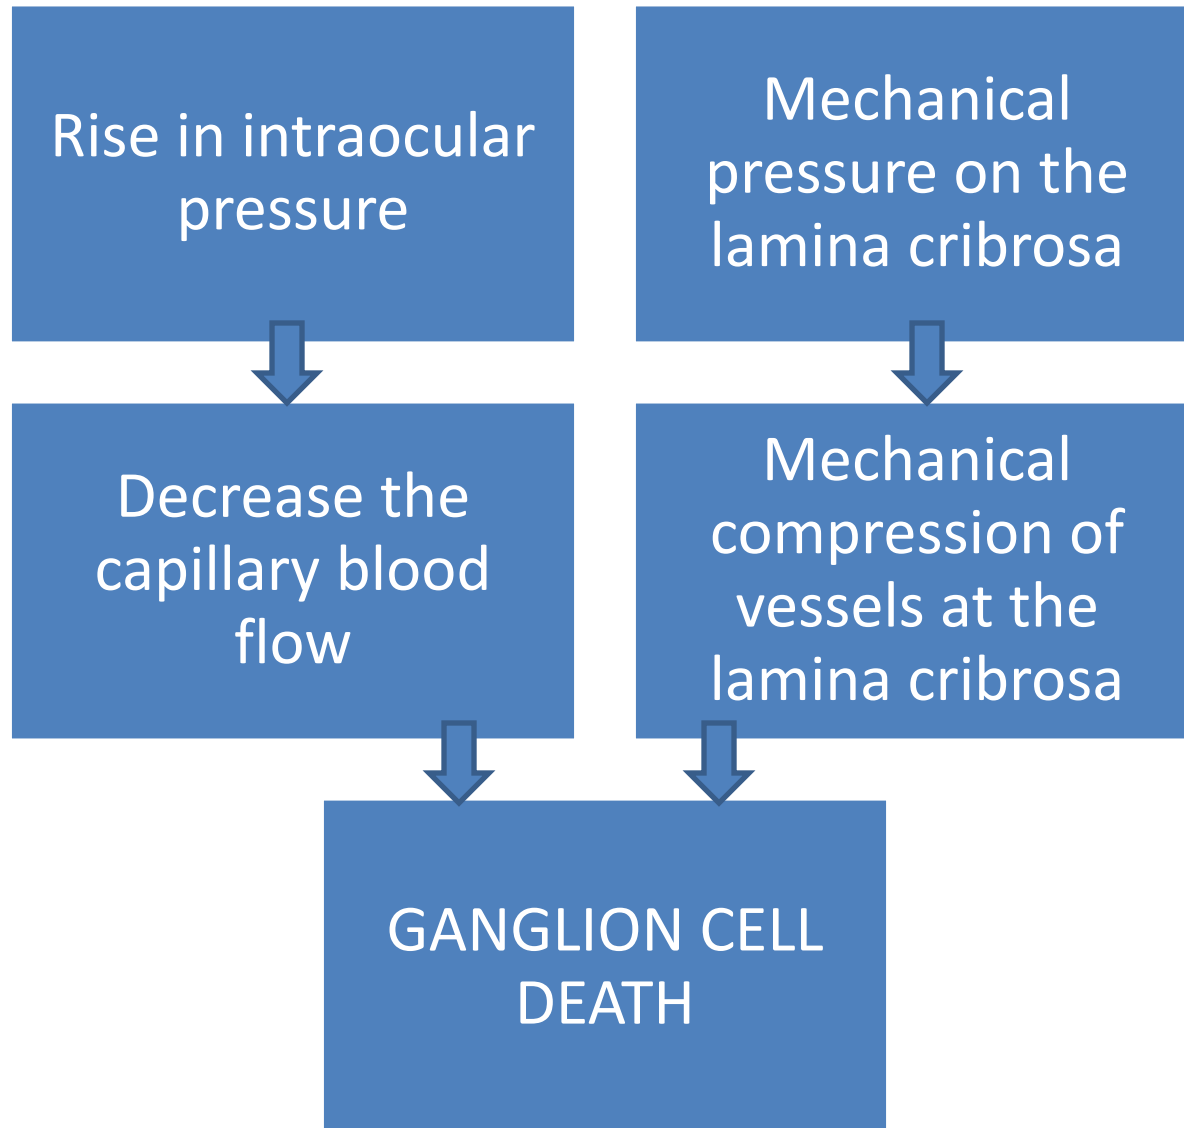 Rise in intraocular
pressure
Mechanical
pressure on the
lamina cribrosa
Decrease the
capillary blood
flow
Mechanical
compression of
vessels at the
lamina cribrosa
GANGLION CELL
DEATH